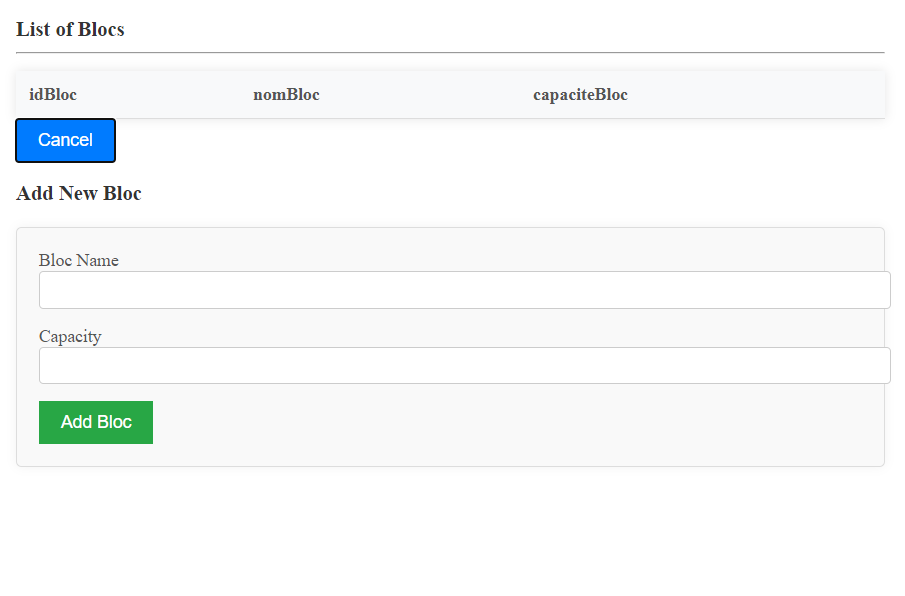 List of Blocs
idBloc nomBloc capaciteBloc
Cancel
Add New Bloc
Bloc Name
Capacity
Add Bloc